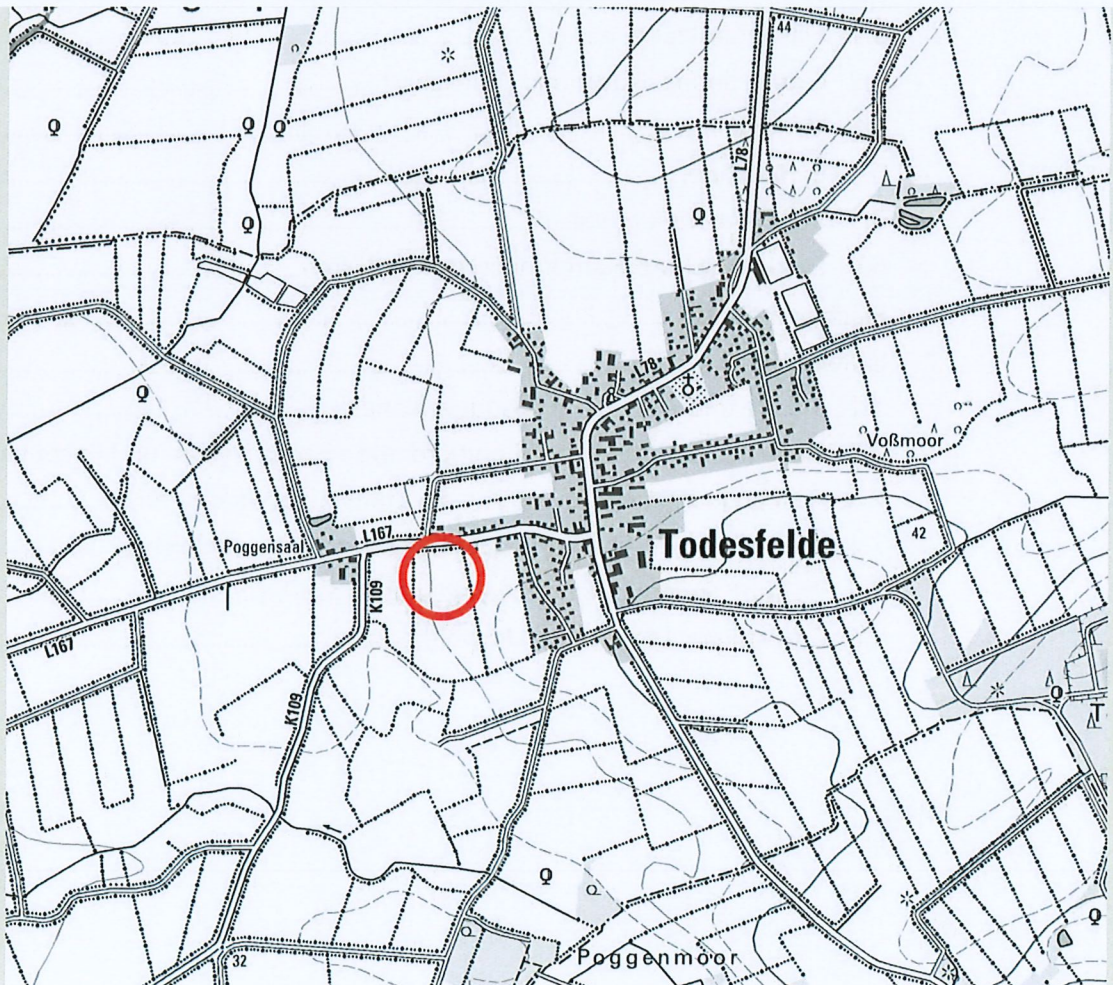 44
L78
L78
Voßmoor
Todesfelde
42
L167
Poggensaal
K109
L167
K109
T
32
Poggenmoor